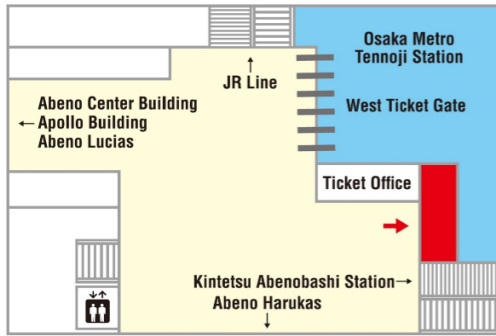 Osaka Metro
Tennoji Station
↑
JR Line
West Ticket Gate
Abeno Center Building
← Apollo Building
Abeno Lucias
Ticket Office
Kintetsu Abenobashi Station →
Abeno Harukas
↓